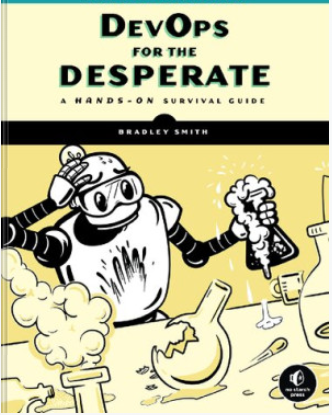 DEVOPS
FOR THE
DESPERATE
A HANDS-ON SURVIVAL GUIDE
BRADLEY SMITH
no starch
press